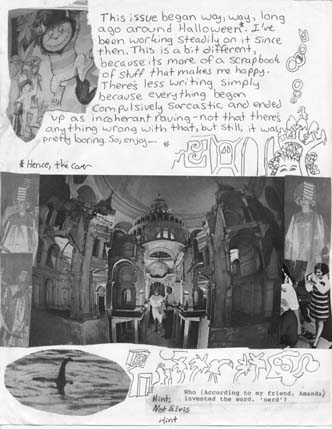 This issue began way, way, long
ago around Halloween*. I've
been working steadily on it since
then. This is a bit different,
because its more of a scrapbook
of stuff that makes me happy.
There's less writing simply
because everything began
compulsively sarcastic and ended
up as incoherant raving - not that there's
anything wrong with that, but still, it was
pretty boring. So, enjoy -
* Hence, the cover
Who (According to my friend, Amanda)
invented the word, 'nerd'?
Hint:
Not Elvis
Hint